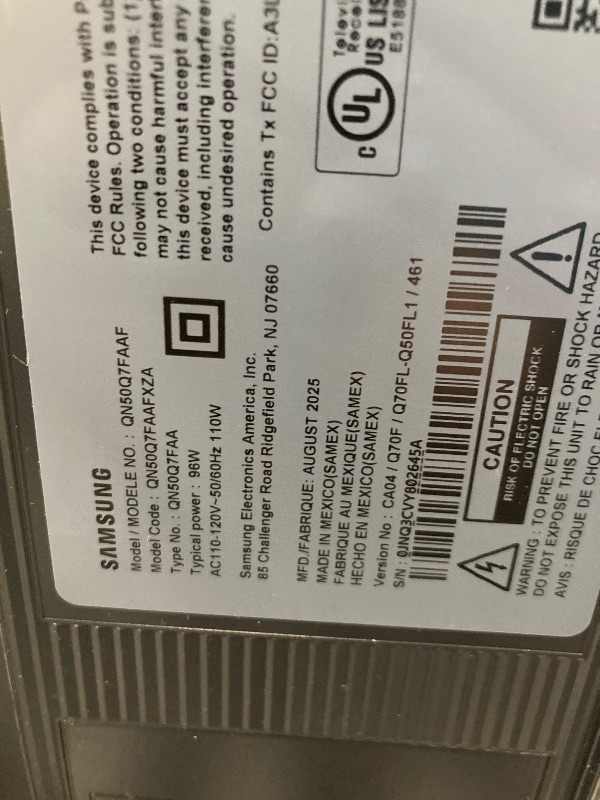 SAMSUNG
Model / MODELE NO. : QN50Q7FAAF
Model Code : QN50Q7FAAFXZA
Type No. : QN50Q7FAA
Typical power : 96W
AC110-120V~50/60Hz 110W
Samsung Electronics America, Inc.
85 Challenger Road Ridgefield Park, NJ 07660
MFD./FABRIQUE: AUGUST 2025
MADE IN MEXICO(SAMEX)
FABRIQUE AU MEXIQUE(SAMEX)
HECHO EN MEXICO(SAMEX)
Version No : CA04 / Q70F / Q70FL-Q50FL1 / 461
S/N : 0JNQ3CVY802645A
This device complies with
FCC Rules. Operation is
following two conditions:
may not cause harmful
this device must accept any
received, including
cause undesired operation.
Contains Tx FCC ID:
C UL US
CAUTION
RISK OF ELECTRIC SHOCK
DO NOT OPEN
WARNING : TO PREVENT FIRE OR SHOCK HAZARD
DO NOT EXPOSE THIS UNIT TO RAIN OR
AVIS : RISQUE DE CHOC